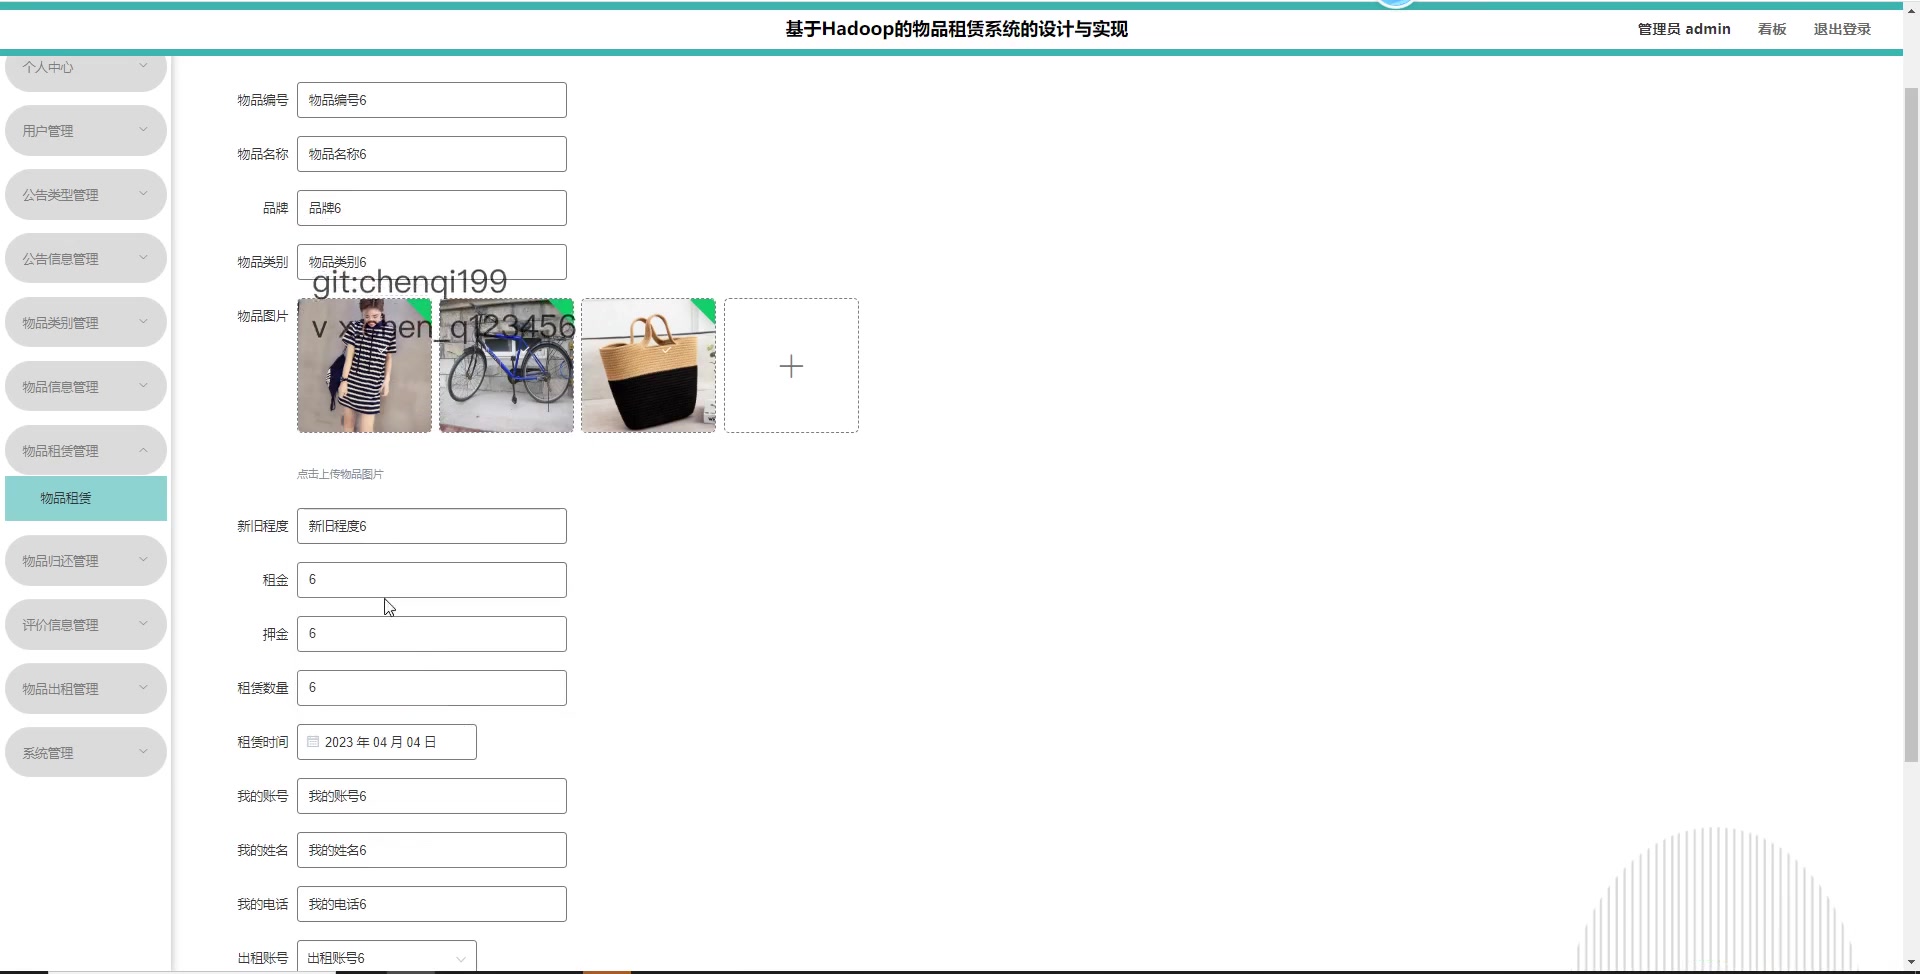 基于Hadoop的物品租赁系统的设计与实现
管理员 admin
看板
退出登录
个人中心
用户管理
公告类型管理
公告信息管理
物品类别管理
物品信息管理
物品租赁管理
物品租赁
物品归还管理
评价信息管理
物品出租管理
系统管理
物品编号 物品编号6
物品名称 物品名称6
品牌 品牌6
物品类别 物品类别6
git:chenqi199
物品图片
点击上传物品图片
新旧程度 新旧程度6
租金 6
押金 6
租赁数量 6
租赁时间 2023 年 04 月 04 日
我的账号 我的账号6
我的姓名 我的姓名6
我的电话 我的电话6
出租账号 出租账号6